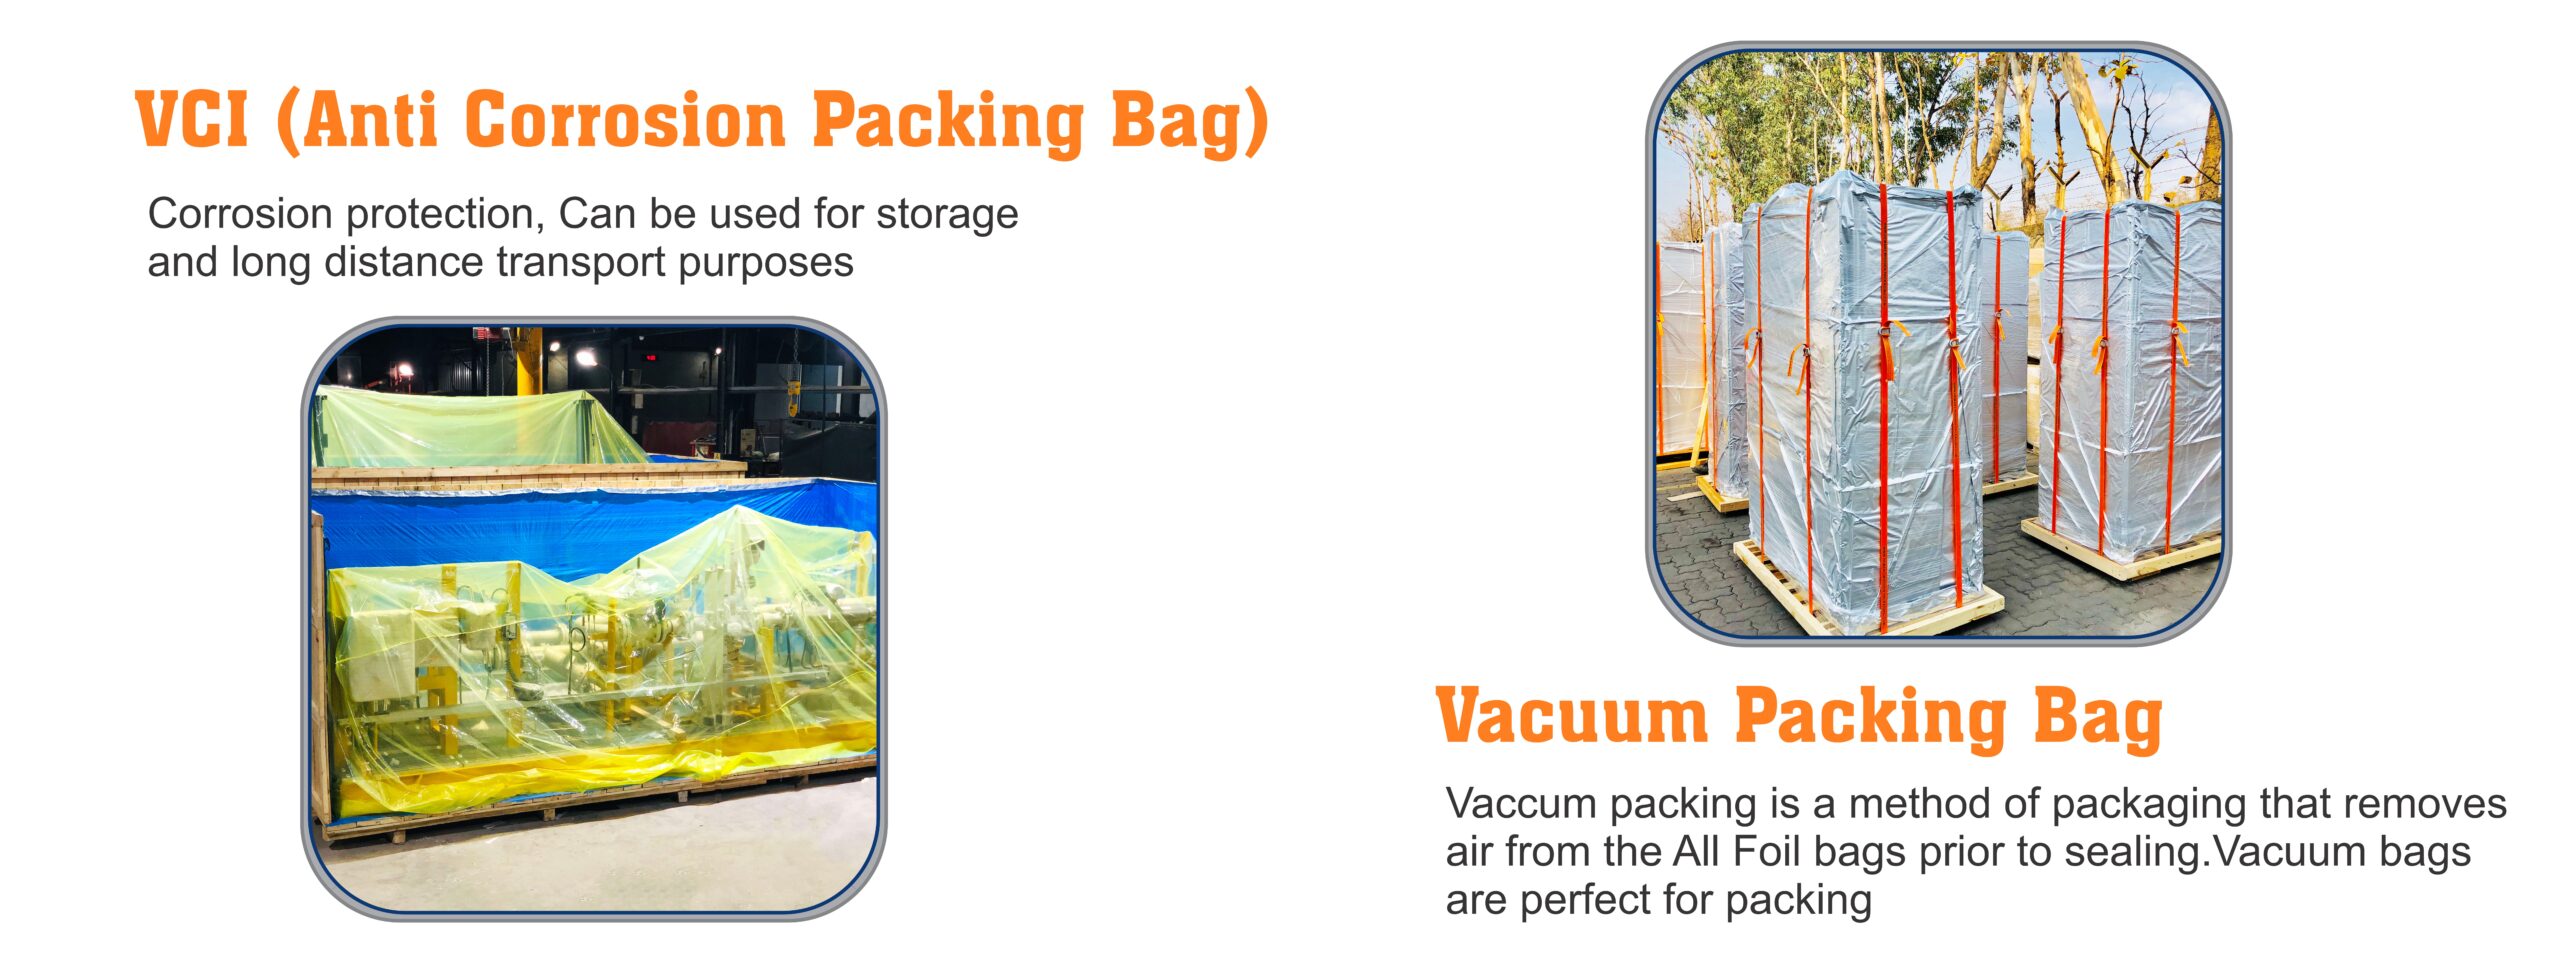 VCI (Anti Corrosion Packing Bag)
Corrosion protection, Can be used for storage
and long distance transport purposes
Vacuum Packing Bag
Vaccum packing is a method of packaging that removes
air from the All Foil bags prior to sealing.Vacuum bags
are perfect for packing